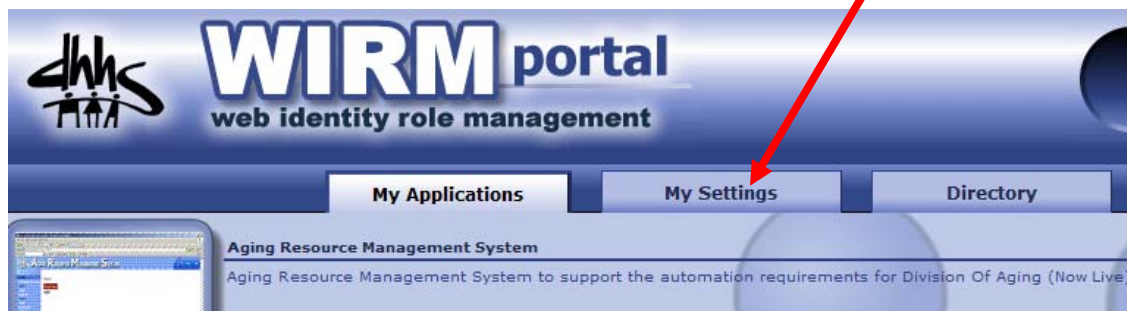 dhhs
WIRM portal
web identity role management
My Applications
My Settings
Directory
Aging Resource Management System
Aging Resource Management System to support the automation requirements for Division Of Aging (Now Live)